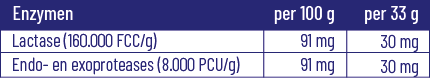 Enzymen per 100 g per 33 g
Lactase (160.000 FCC/g) 91 mg 30 mg
Endo- en exoproteases (8.000 PCU/g) 91 mg 30 mg